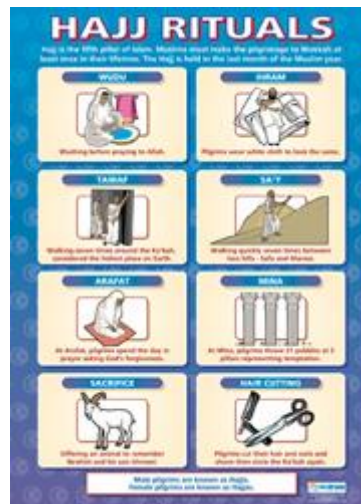 HAJJ RITUALS
Hajj is the fifth pillar of Islam. Muslims must make the pilgrimage to Makkah at
least once in their lifetime. The Hajj is held in the last month of the Muslim year.
WUDU
Washing before praying to Allah.
IHRAM
Pilgrims wear white cloth to look the same.
TAWAF
Walking seven times around the Ka'bah,
considered the holiest place on Earth.
SA'Y
Walking quickly seven times between
two hills - Safa and Marwa.
ARAFAT
At Arafat, pilgrims spend the day in
prayer asking God's forgiveness.
MINA
At Mina, pilgrims throw pebbles at 3
pillars representing temptation.
SACRIFICE
Offering an animal to remember
Ibrahim and his son
HAIR CUTTING
Pilgrims cut their hair and nails and
shave then circle the Ka'bah again.
Male pilgrims are known as
Female pilgrims are known as